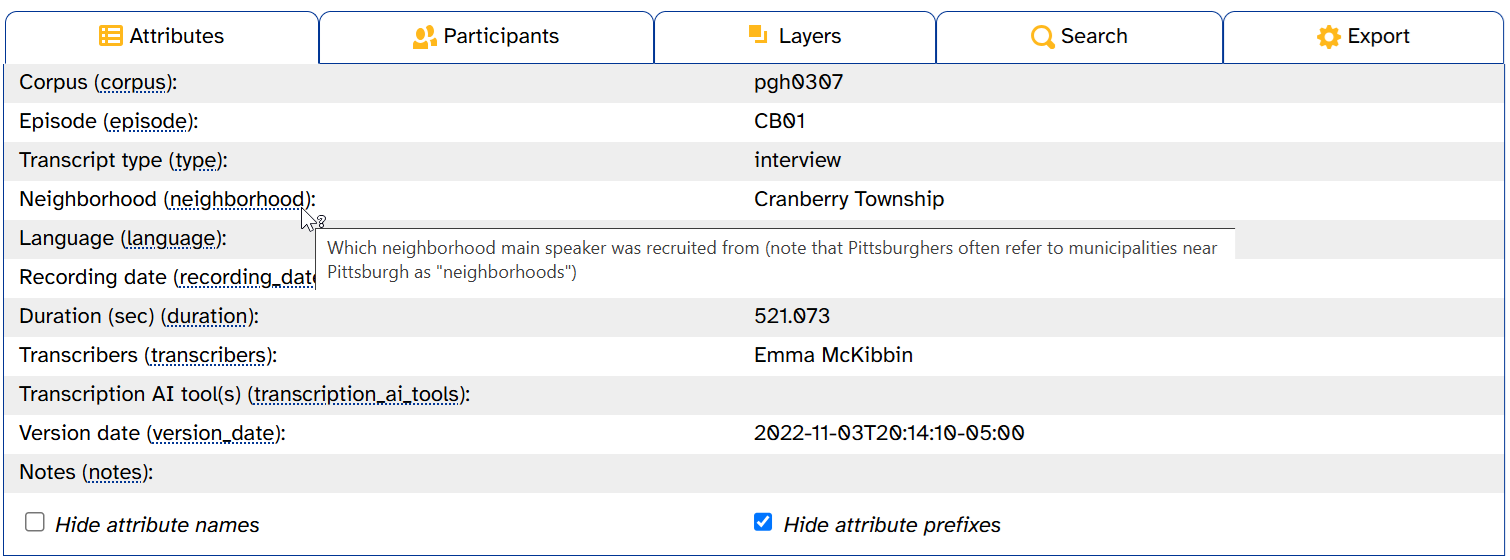 Attributes Participants Layers Search Export
Corpus (corpus): pgh0307
Episode (episode): CB01
Transcript type (type): interview
Neighborhood (neighborhood): Cranberry Township
Language (language):
Which neighborhood main speaker was recruited from (note that Pittsburghers often refer to municipalities near
Pittsburgh as "neighborhoods")
Recording date (recording_date
Duration (sec) (duration): 521.073
Transcribers (transcribers): Emma McKibbin
Transcription AI tool(s) (transcription_ai_tools):
Version date (version_date): 2022-11-03T20:14:10-05:00
Notes (notes):
Hide attribute names Hide attribute prefixes